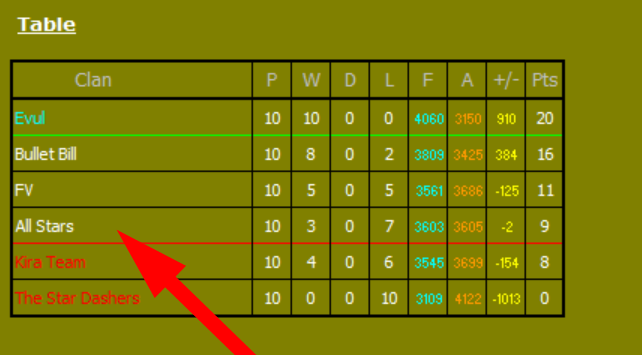 Table
Clan P W D L F A +/- Pts
Evul 10 10 0 0 4060 3150 910 20
Bullet Bill 10 8 0 2 3809 3425 384 16
FV 10 5 0 5 3561 3686 -125 11
All Stars 10 3 0 7 3603 3605 -2 9
Kira Team 10 4 0 6 3545 3699 -154 8
The Star Dashers 10 0 0 10 3109 4122 -1013 0